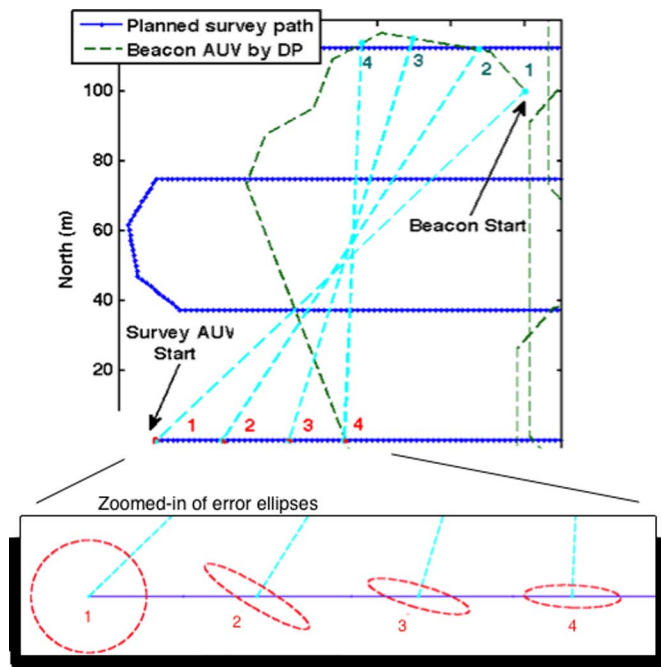 Planned survey path
Beacon AUV by DP
4
3
2
1
100
80
60
40
20
North (m)
Beacon Start
Survey AUV
Start
1
2
3
4
Zoomed-in of error ellipses
1
2
3
4